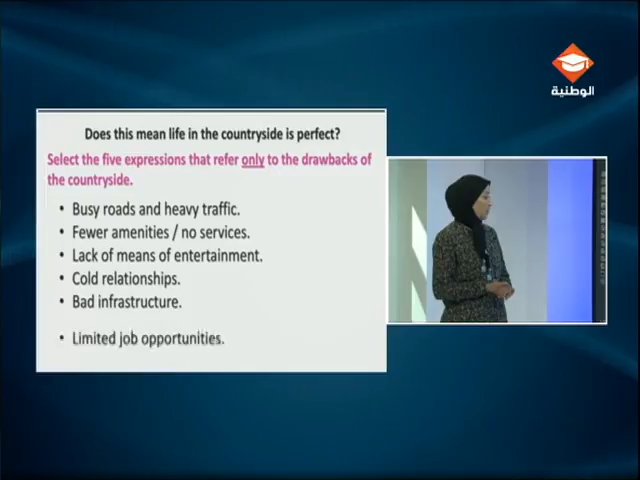 الوطنية
Does this mean life in the countryside is perfect?
Select the five expressions that refer only to the drawbacks of
the countryside.
• Busy roads and heavy traffic.
• Fewer amenities / no services.
• Lack of means of entertainment.
• Cold relationships.
• Bad infrastructure.
• Limited job opportunities.